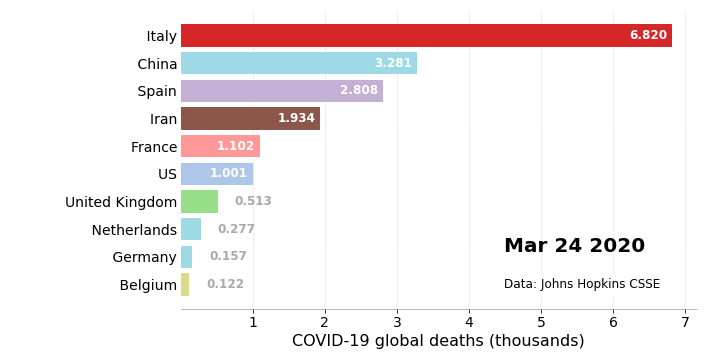 Italy 6.820
China 3.281
Spain 2.808
Iran 1.934
France 1.102
US 1.001
United Kingdom 0.513
Netherlands 0.277
Germany 0.157
Belgium 0.122
Mar 24 2020
Data: Johns Hopkins CSSE
1 2 3 4 5 6 7
COVID-19 global deaths (thousands)